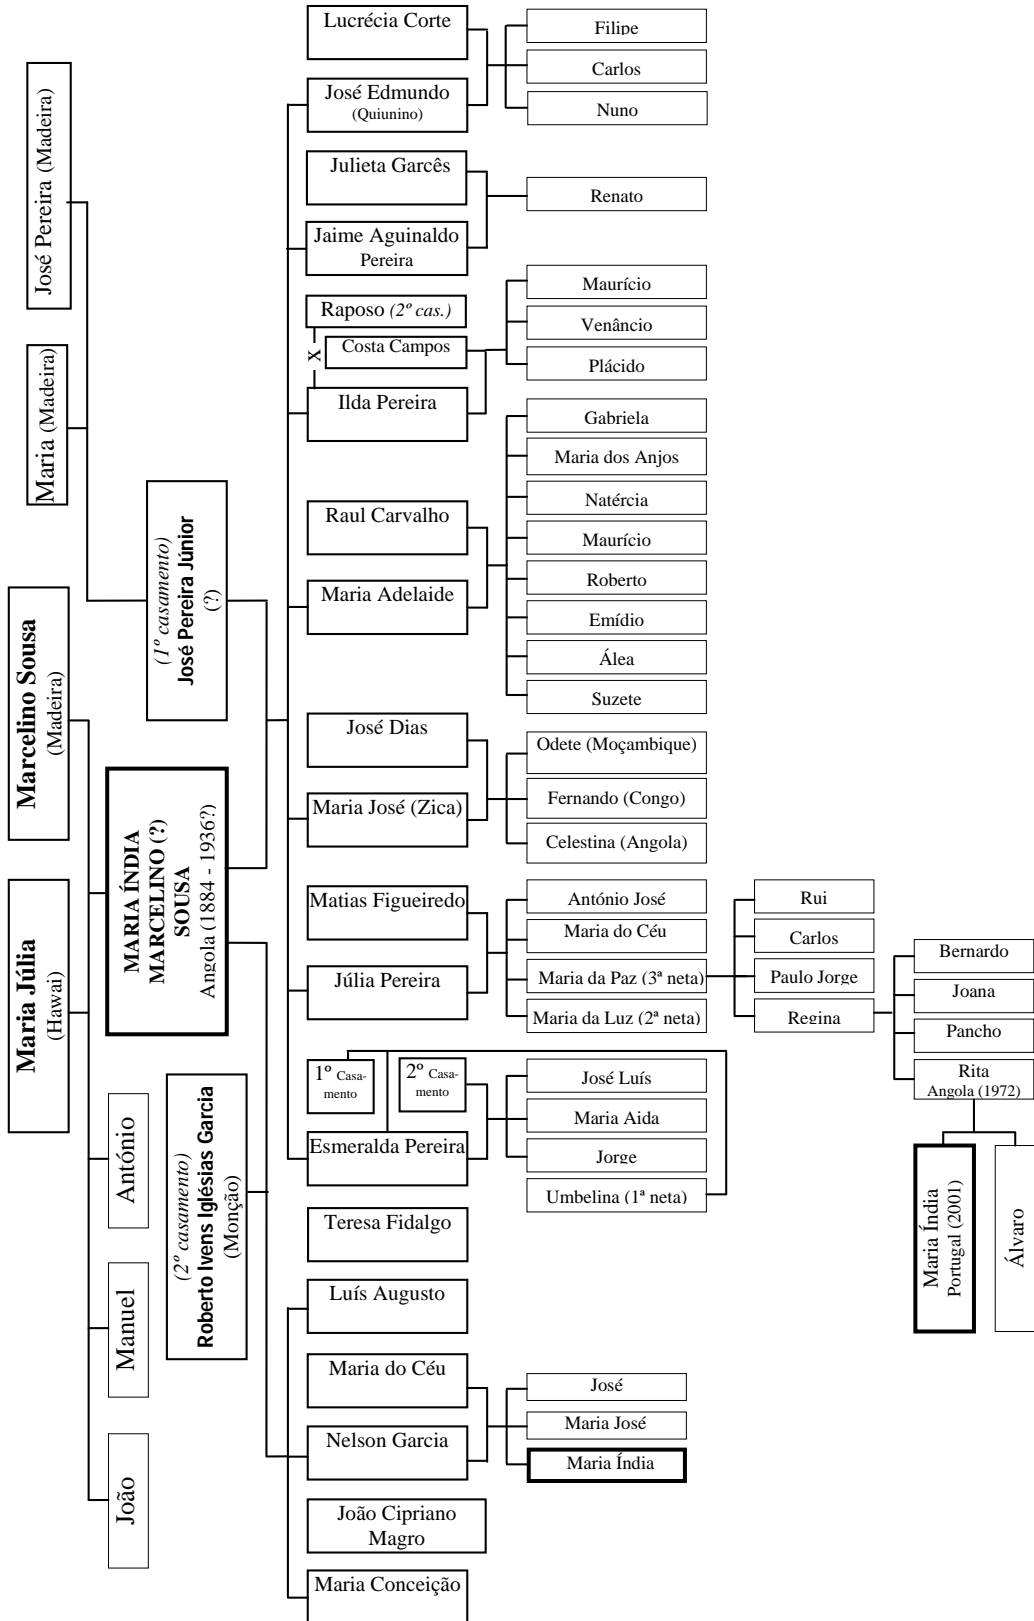 José Pereira (Madeira)
Maria (Madeira)
Marcelino Sousa
(Madeira)
Maria Júlia
(Hawai)
(1º casamento)
José Pereira Júnior
(?)
MARIA ÍNDIA
MARCELINO (?)
SOUSA
Angola (1884 - 1936?)
António
Manuel
João
(2º casamento)
Roberto Ivens Iglésias Garcia
(Monção)
Lucrécia Corte
José Edmundo
(Quiunino)
Filipe
Carlos
Nuno
Julieta Garcês
Jaime Aguinaldo
Pereira
Renato
Raposo (2º cas.)
X
Costa Campos
Ilda Pereira
Maurício
Venâncio
Plácido
Raul Carvalho
Maria Adelaide
Gabriela
Maria dos Anjos
Natércia
Maurício
Roberto
Emídio
Álea
Suzete
José Dias
Maria José (Zica)
Odete (Moçambique)
Fernando (Congo)
Celestina (Angola)
Matias Figueiredo
Júlia Pereira
António José
Maria do Céu
Maria da Paz (3ª neta)
Maria da Luz (2ª neta)
Rui
Carlos
Paulo Jorge
Regina
Bernardo
Joana
Pancho
Rita
Angola (1972)
Maria Índia
Portugal (2001)
Álvaro
1º Casa-
mento
2º Casa-
mento
Esmeralda Pereira
José Luís
Maria Aida
Jorge
Umbelina (1ª neta)
Teresa Fidalgo
Luís Augusto
Maria do Céu
Nelson Garcia
José
Maria José
Maria Índia
João Cipriano
Magro
Maria Conceição